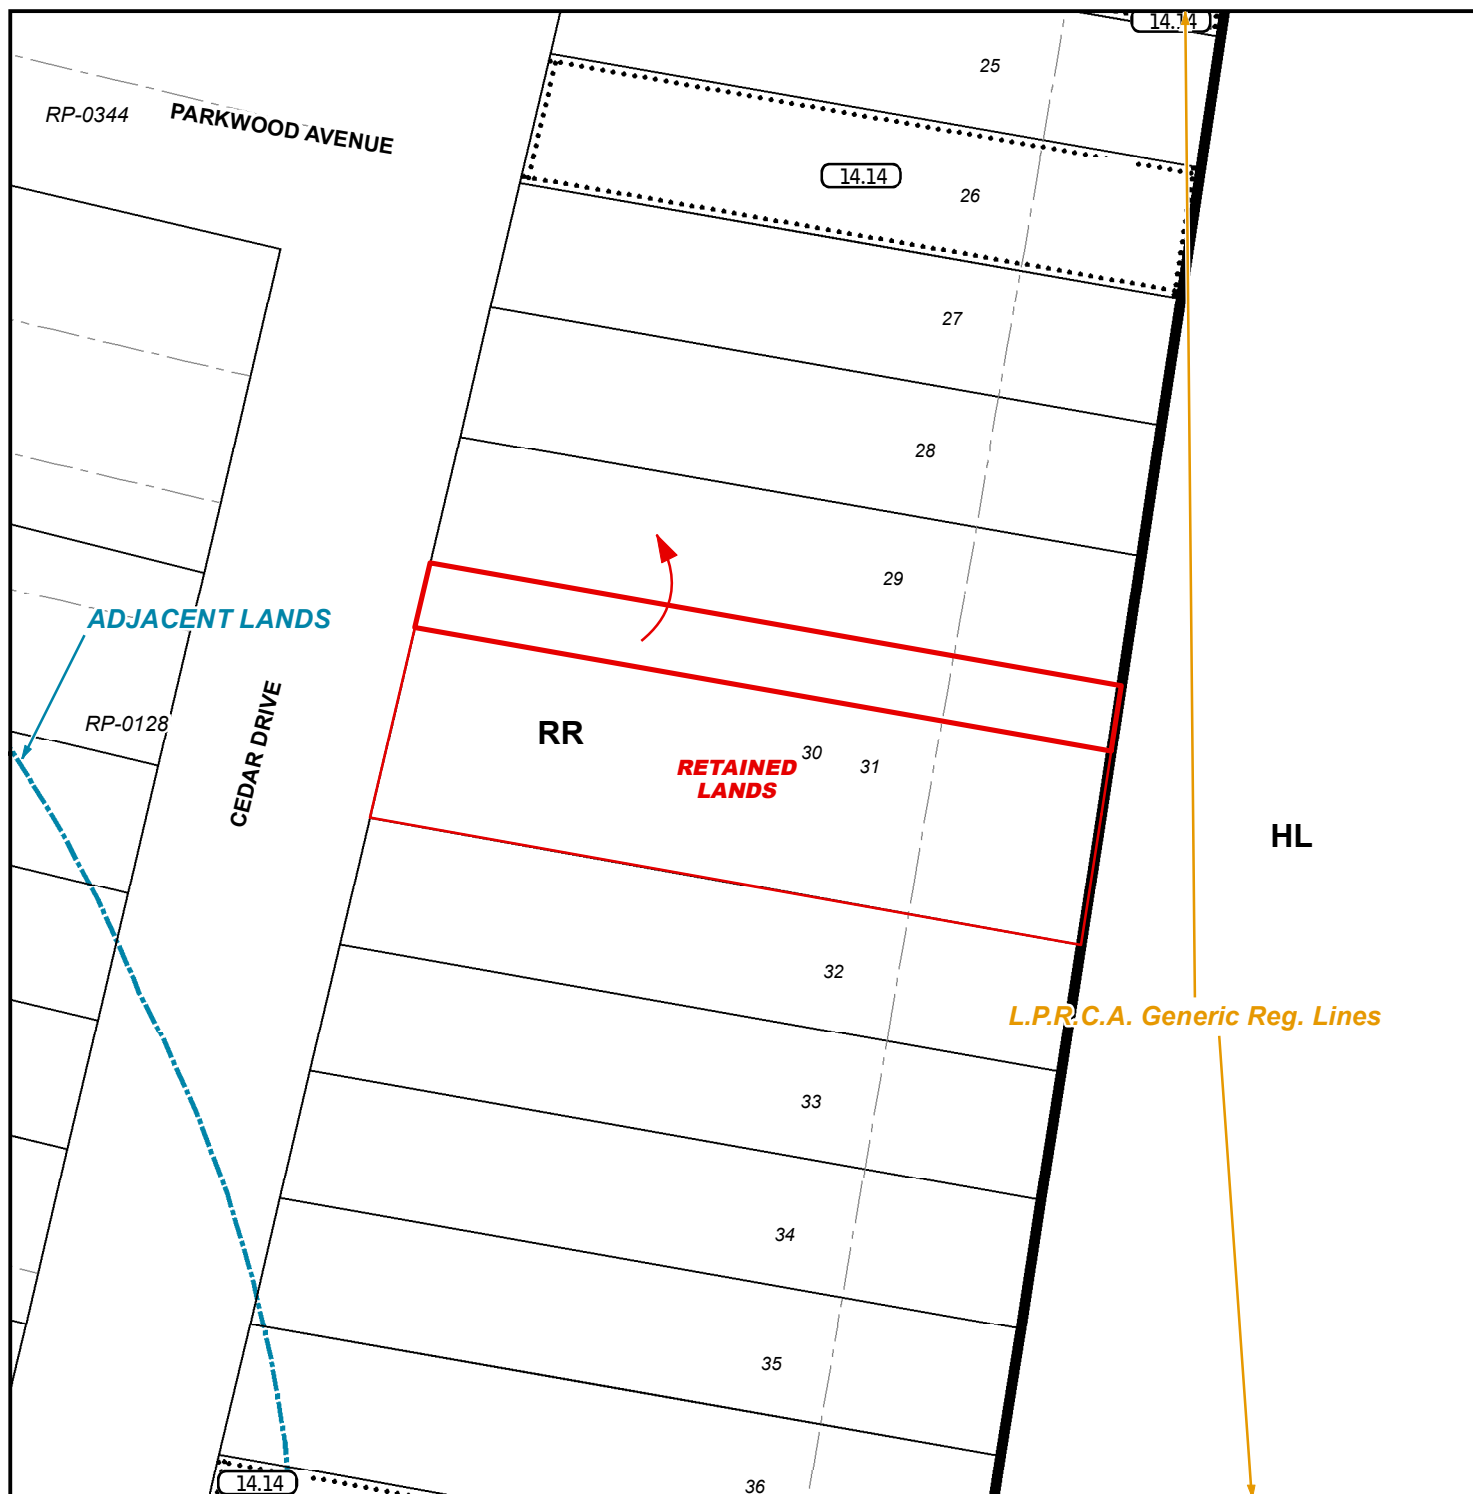 14.14
25
RP-0344
PARKWOOD AVENUE
14.14
26
27
28
29
ADJACENT LANDS
RP-0128
CEDAR DRIVE
RR
30
31
RETAINED
LANDS
HL
32
L.P.R.C.A. Generic Reg. Lines
33
34
35
14.14
36